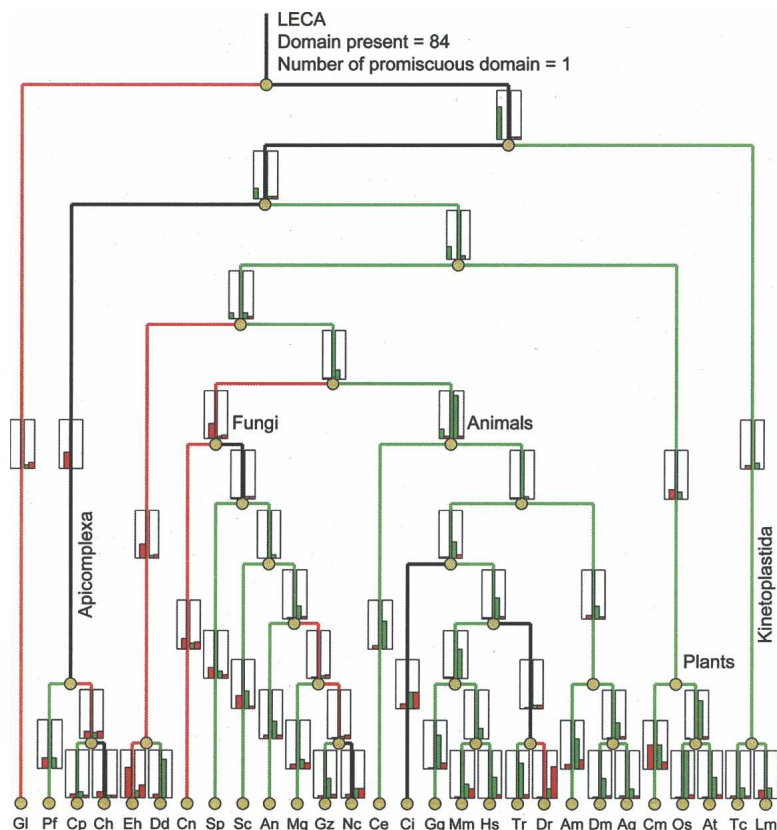 LECA
Domain present = 84
Number of promiscuous domain = 1
Fungi
Animals
Apicomplexa
Kinetoplastida
Plants
Gl Pf Cp Ch Eh Dd Cn Sp Sc An Mg Gz Nc Ce Ci Gg Mm Hs Tr Dr Am Dm Ag Cm Os At Tc Lm